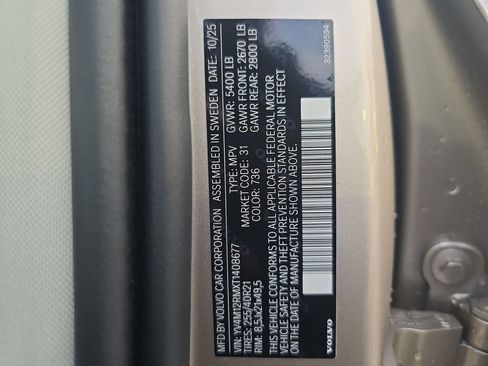 MFD. BY VOLVO CAR CORPORATION ASSEMBLED IN SWEDEN DATE: 10/25
VIN: YV4M12RMXT1408677 GVWR: 5400 LB
TIRES: 255/40R21 TYPE: MPV GAWR FRONT: 2670 LB
RIM: 8,5Jx21x49,5 MARKET CODE: 31 GAWR REAR: 2800 LB
COLOR: 736
THIS VEHICLE CONFORMS TO ALL APPLICABLE FEDERAL MOTOR
VEHICLE SAFETY AND THEFT PREVENTION STANDARDS IN EFFECT
ON THE DATE OF MANUFACTURE SHOWN ABOVE.
VOLVO
32390594